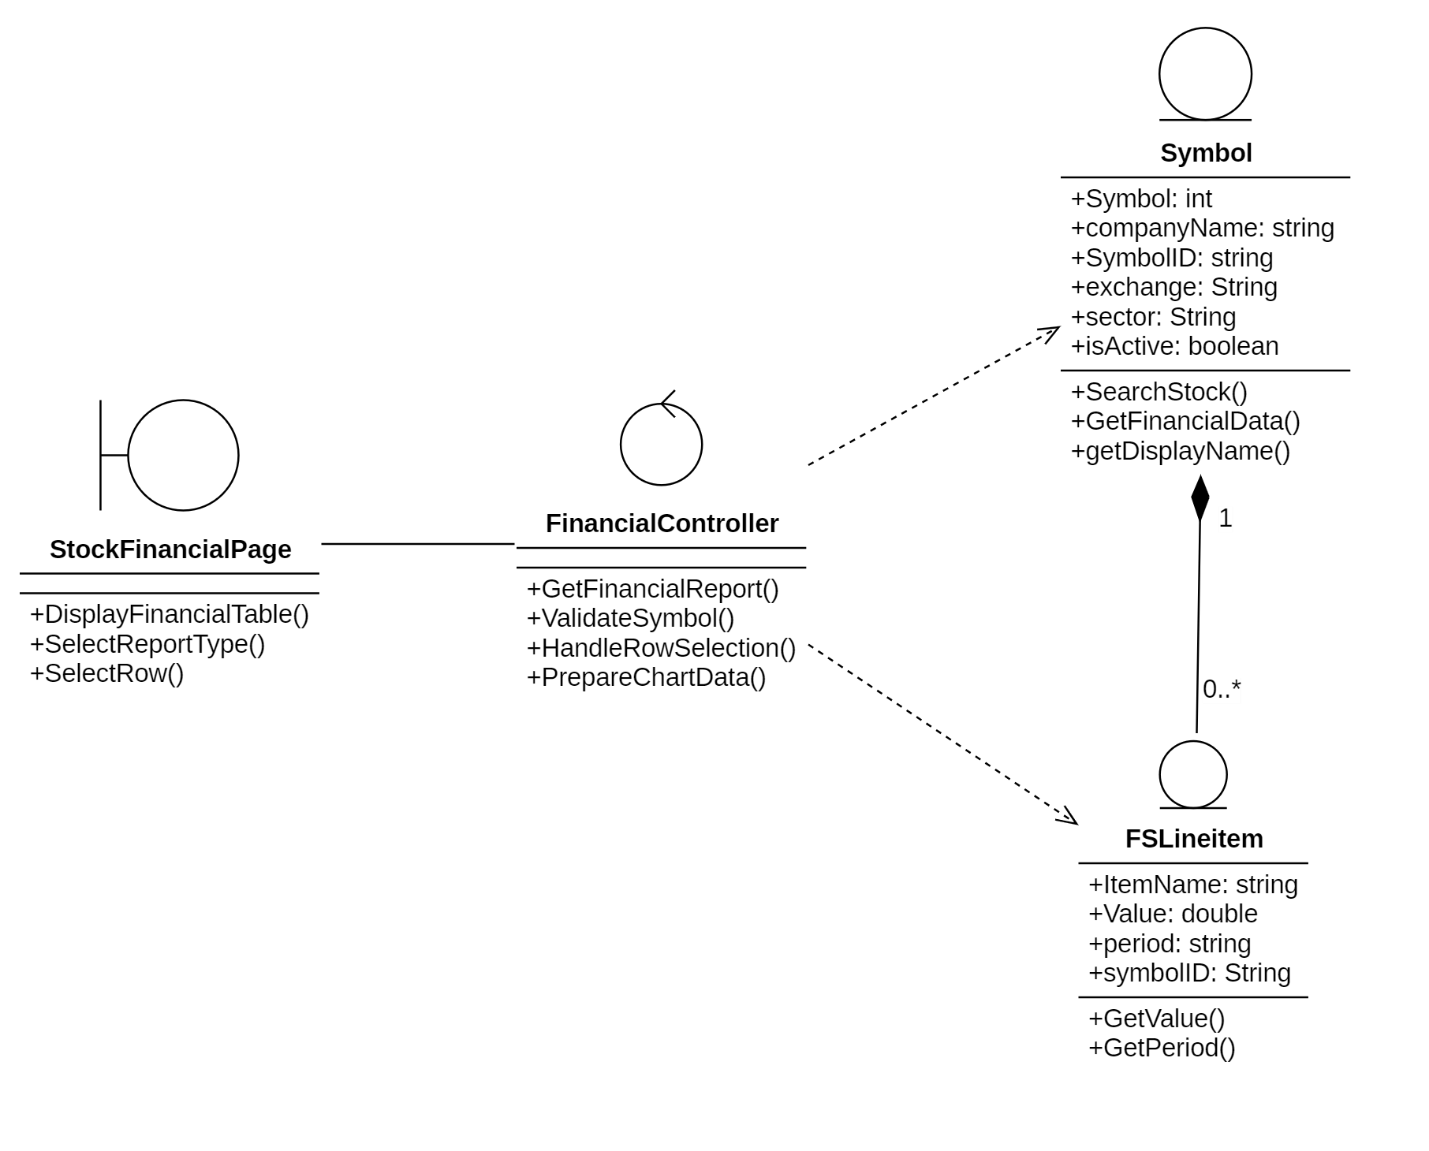 Symbol
+Symbol: int
+companyName: string
+SymbolID: string
+exchange: String
+sector: String
+isActive: boolean
+SearchStock()
+GetFinancialData()
+getDisplayName()
1
0..*
StockFinancialPage
+DisplayFinancialTable()
+SelectReportType()
+SelectRow()
FinancialController
+GetFinancialReport()
+ValidateSymbol()
+HandleRowSelection()
+PrepareChartData()
FSLineitem
+ItemName: string
+Value: double
+period: string
+symbolID: String
+GetValue()
+GetPeriod()